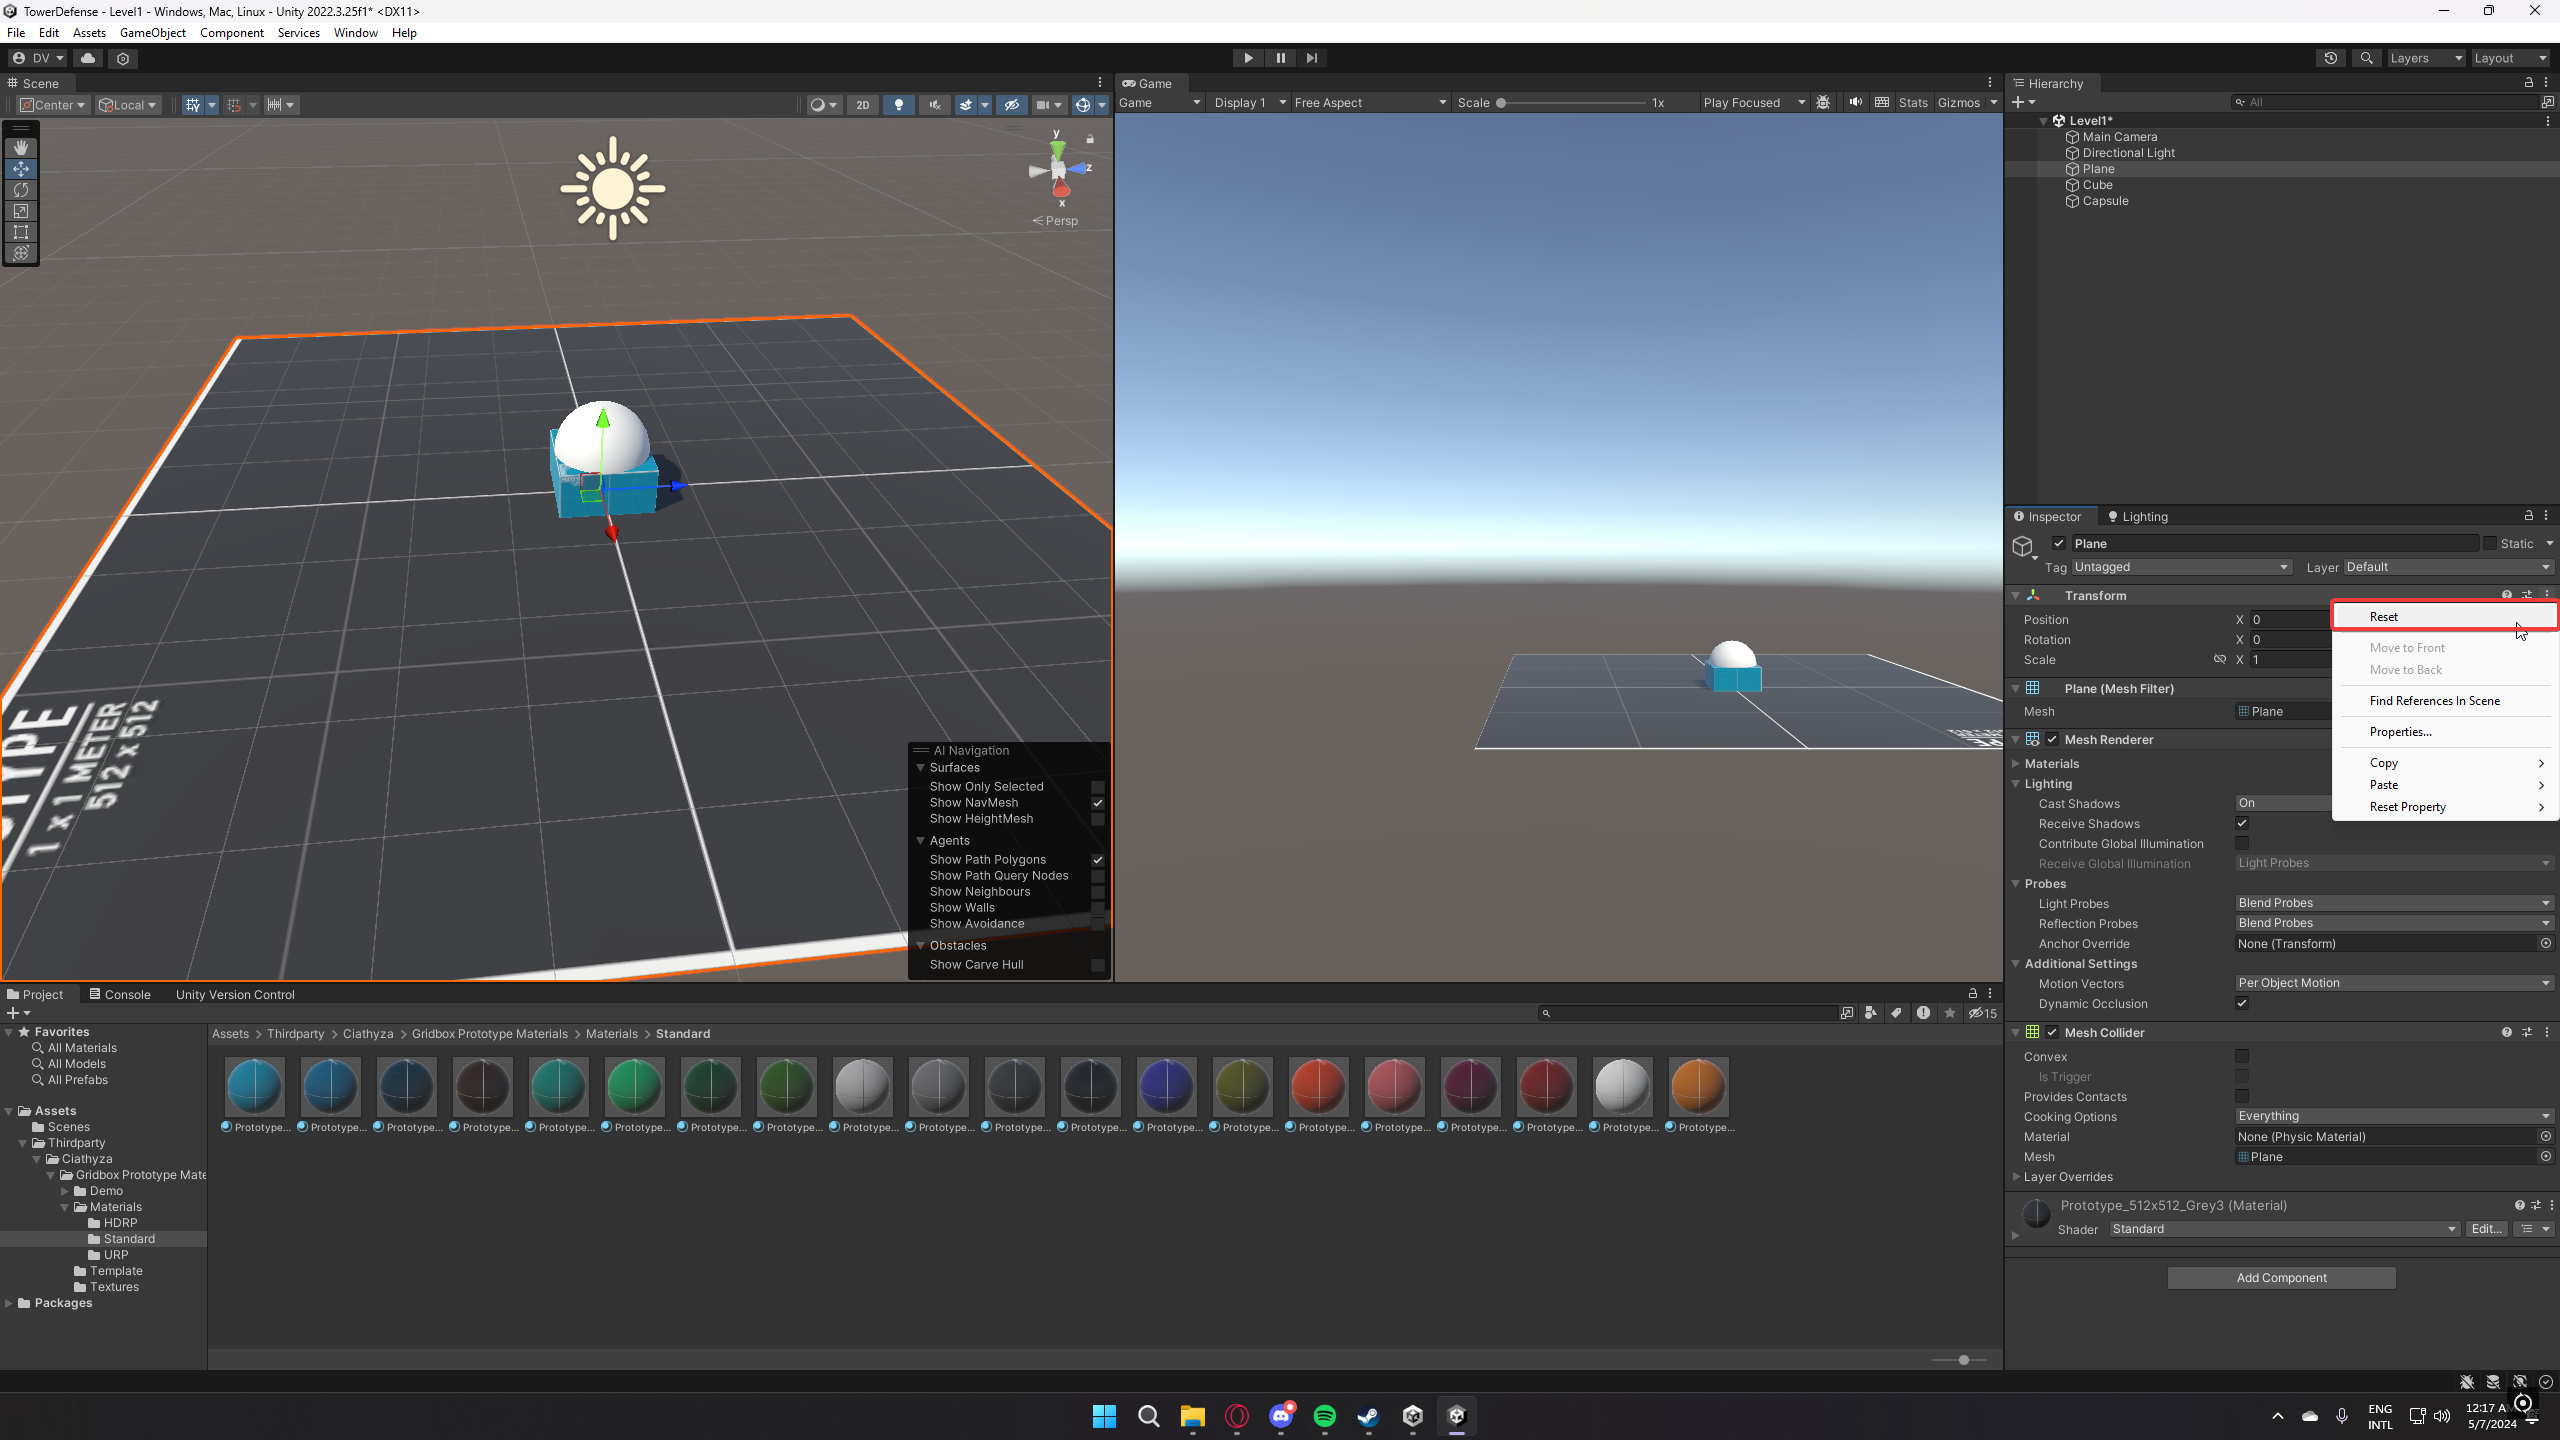 TowerDefense - Level1 - Windows, Mac, Linux - Unity 2022.3.25f1* <DX11>
File Edit Assets GameObject Component Services Window Help
DV
Layers
Layout
Scene
Center
Local
2D
y
z
x
Persp
TYPE
1 x 1 METER
512 x 512
AI Navigation
Surfaces
Show Only Selected
Show NavMesh
Show HeightMesh
Agents
Show Path Polygons
Show Path Query Nodes
Show Neighbours
Show Walls
Show Avoidance
Obstacles
Show Carve Hull
Game
Game Display 1 Free Aspect Scale 1x Play Focused Stats Gizmos
Hierarchy
All
Level1*
Main Camera
Directional Light
Plane
Cube
Capsule
Inspector Lighting
Plane Static
Tag Untagged Layer Default
Transform
Position X 0
Rotation X 0
Scale X 1
Reset
Move to Front
Move to Back
Find References In Scene
Properties...
Copy
Paste
Reset Property
Plane (Mesh Filter)
Mesh Plane
Mesh Renderer
Materials
Lighting
Cast Shadows On
Receive Shadows
Contribute Global Illumination
Receive Global Illumination Light Probes
Probes
Light Probes Blend Probes
Reflection Probes Blend Probes
Anchor Override None (Transform)
Additional Settings
Motion Vectors Per Object Motion
Dynamic Occlusion
Mesh Collider
Convex
Is Trigger
Provides Contacts
Cooking Options Everything
Material None (Physic Material)
Mesh Plane
Layer Overrides
Prototype_512x512_Grey3 (Material)
Shader Standard Edit...
Add Component
Project Console Unity Version Control
15
Favorites
All Materials
All Models
All Prefabs
Assets
Scenes
Thirdparty
Ciathyza
Gridbox Prototype Mate
Demo
Materials
HDRP
Standard
URP
Template
Textures
Packages
Assets > Thirdparty > Ciathyza > Gridbox Prototype Materials > Materials > Standard
Prototype... Prototype... Prototype... Prototype... Prototype... Prototype... Prototype... Prototype... Prototype... Prototype... Prototype... Prototype... Prototype... Prototype... Prototype... Prototype... Prototype... Prototype... Prototype... Prototype...
ENG
INTL
12:17 A
5/7/2024